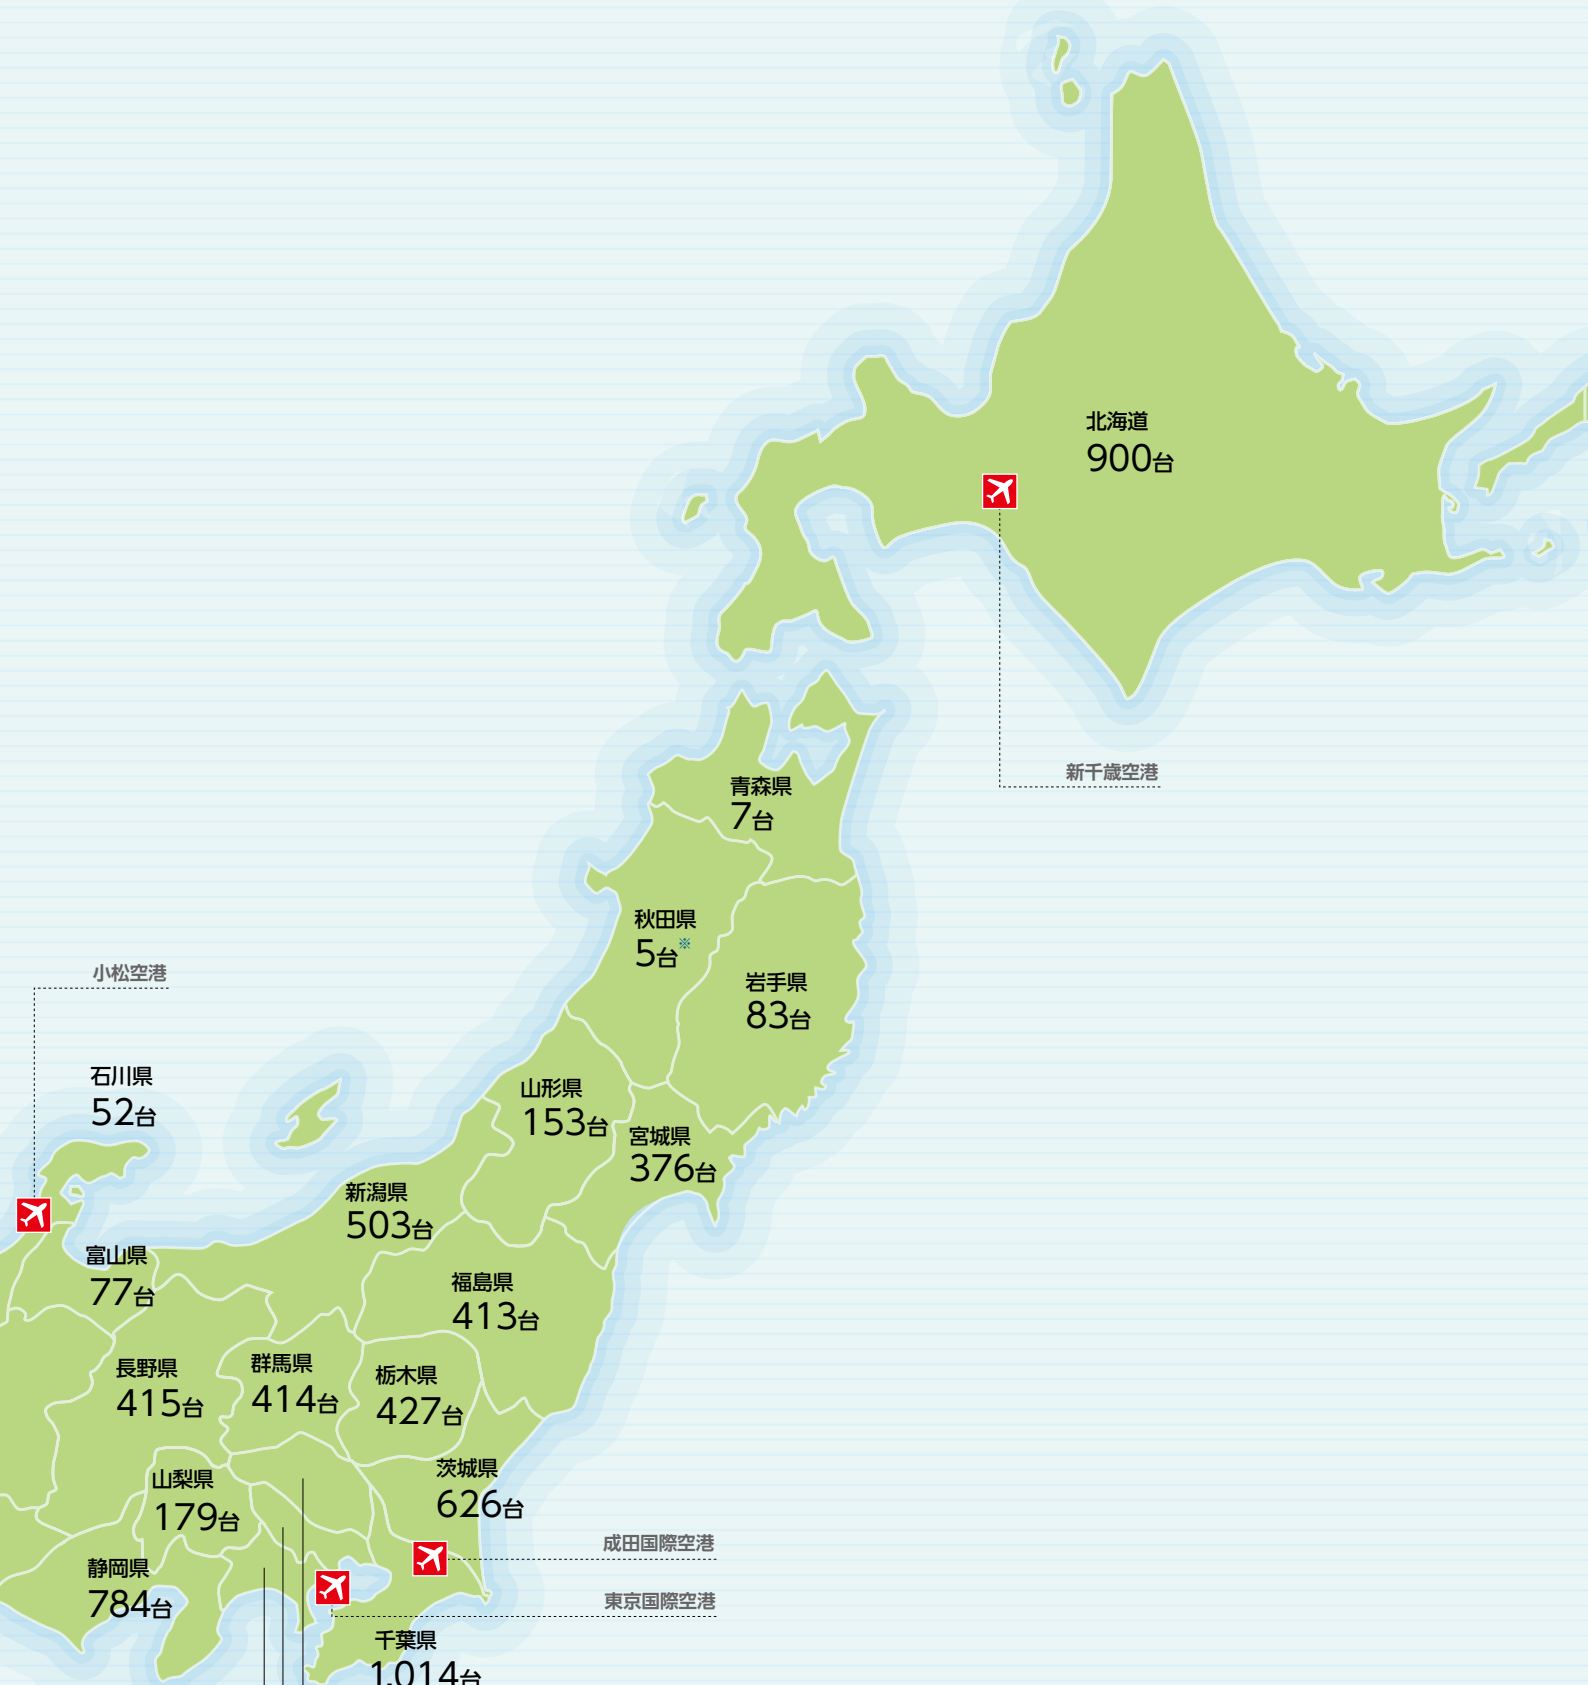 北海道
900台
新千歳空港
青森県
7台
秋田県
5台※
小松空港
岩手県
83台
石川県
52台
山形県
153台
宮城県
376台
新潟県
503台
富山県
77台
福島県
413台
長野県
415台
群馬県
414台
栃木県
427台
茨城県
626台
山梨県
179台
成田国際空港
静岡県
784台
東京国際空港
千葉県
1,014台